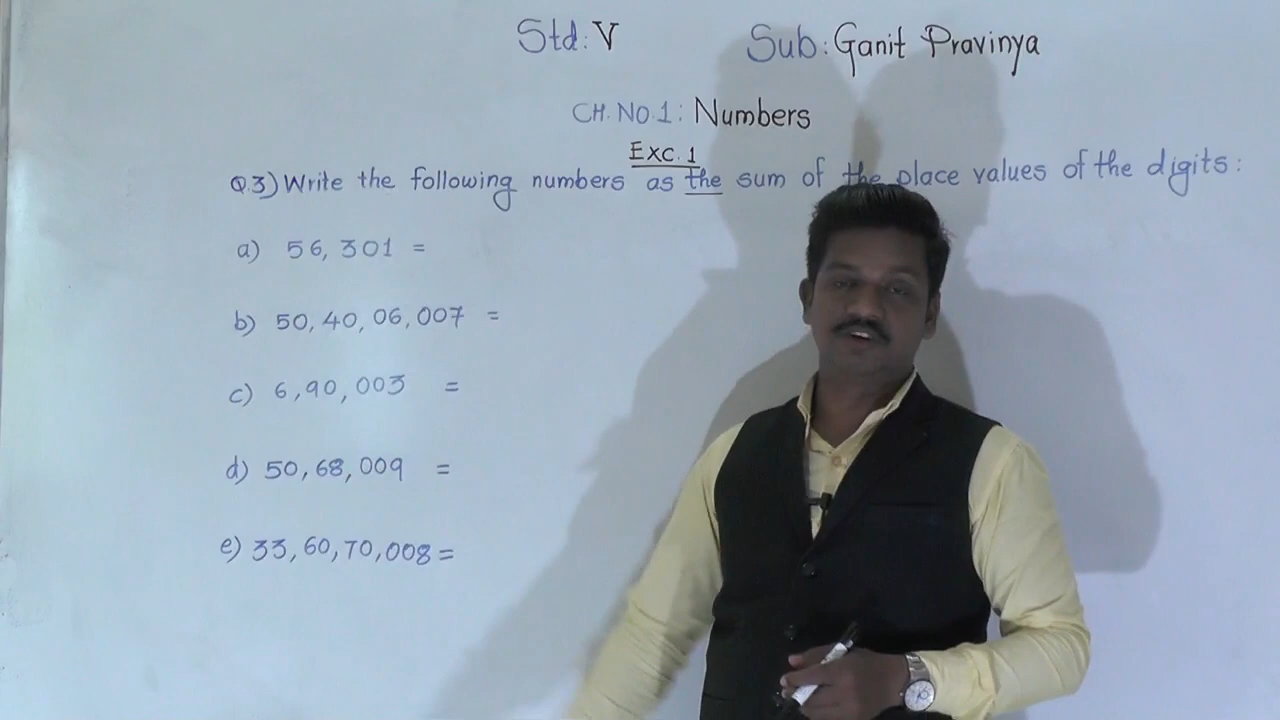 Std: V Sub: Ganit Pravinya
CH. NO. 1: Numbers
Exc. 1
Q.3) Write the following numbers as the sum of the place values of the digits:
a) 56, 301 =
b) 50, 40, 06, 007 =
c) 6, 90, 003 =
d) 50, 68, 009 =
e) 33, 60, 70, 008 =